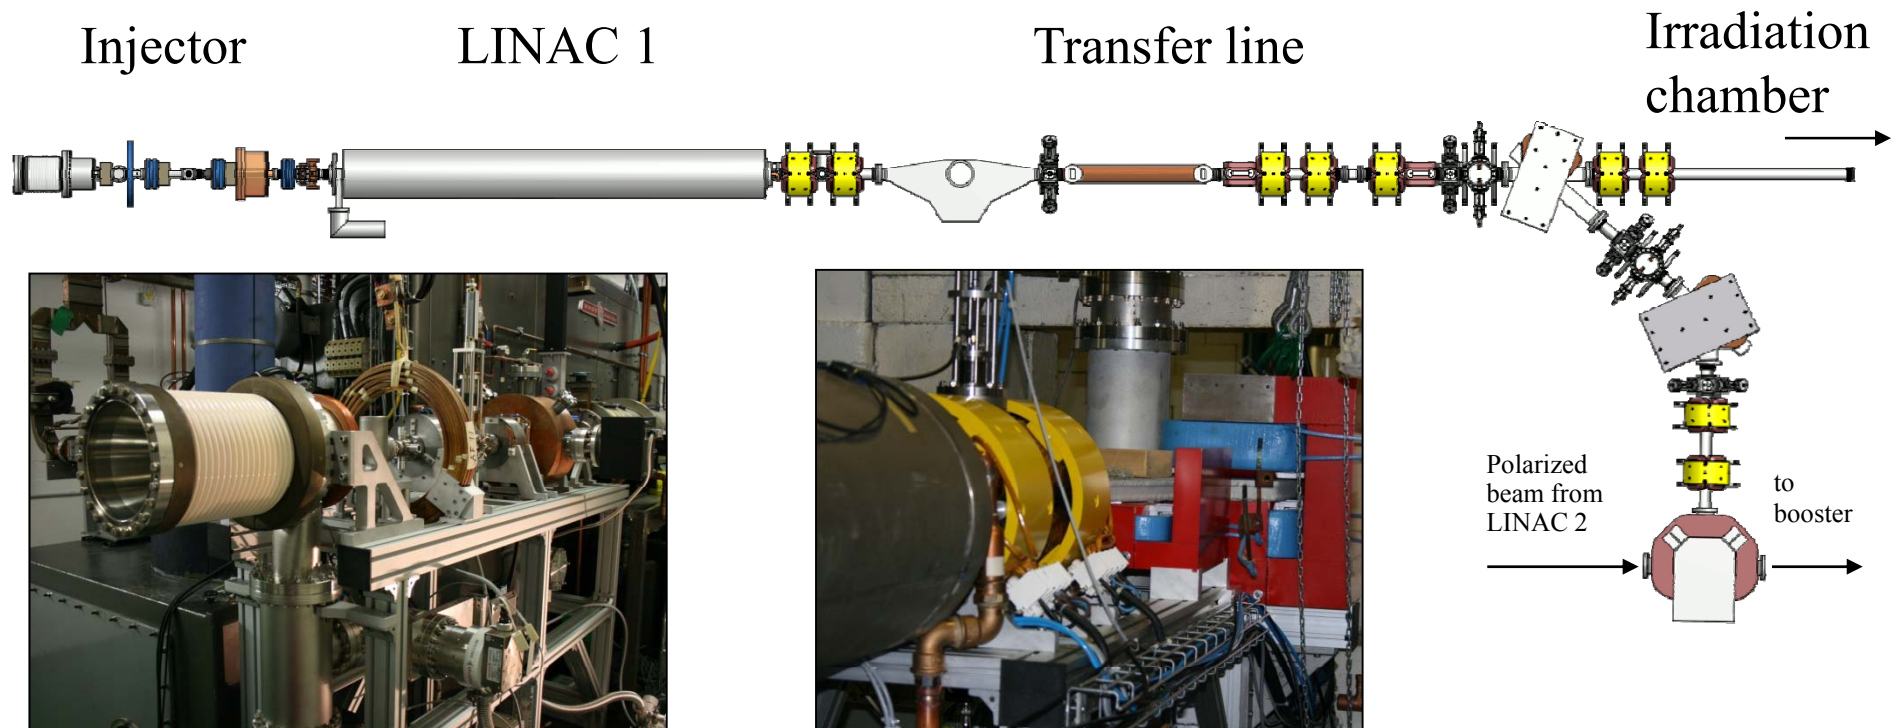 Injector
LINAC 1
Transfer line
Irradiation
chamber
Polarized
beam from
LINAC 2
to
booster